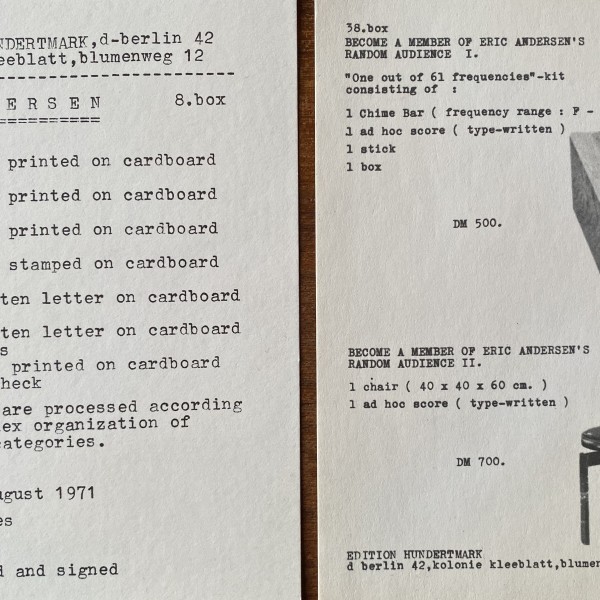 NDERTMARK,d-berlin 42
eeblatt,blumenweg 12
E R S E N 8.box
printed on cardboard
printed on cardboard
printed on cardboard
stamped on cardboard
ten letter on cardboard
ten letter on cardboard
s
printed on cardboard
heck
are processed according
lex organization of
categories.
ugust 1971
es
d and signed
38.box
BECOME A MEMBER OF ERIC ANDERSEN'S
RANDOM AUDIENCE I.
"One out of 61 frequencies"-kit
consisting of :
1 Chime Bar ( frequency range : F -
1 ad hoc score ( type-written )
1 stick
1 box
DM 500.
BECOME A MEMBER OF ERIC ANDERSEN'S
RANDOM AUDIENCE II.
1 chair ( 40 x 40 x 60 cm. )
1 ad hoc score ( type-written )
DM 700.
EDITION HUNDERTMARK
d berlin 42,kolonie kleeblatt,blumen